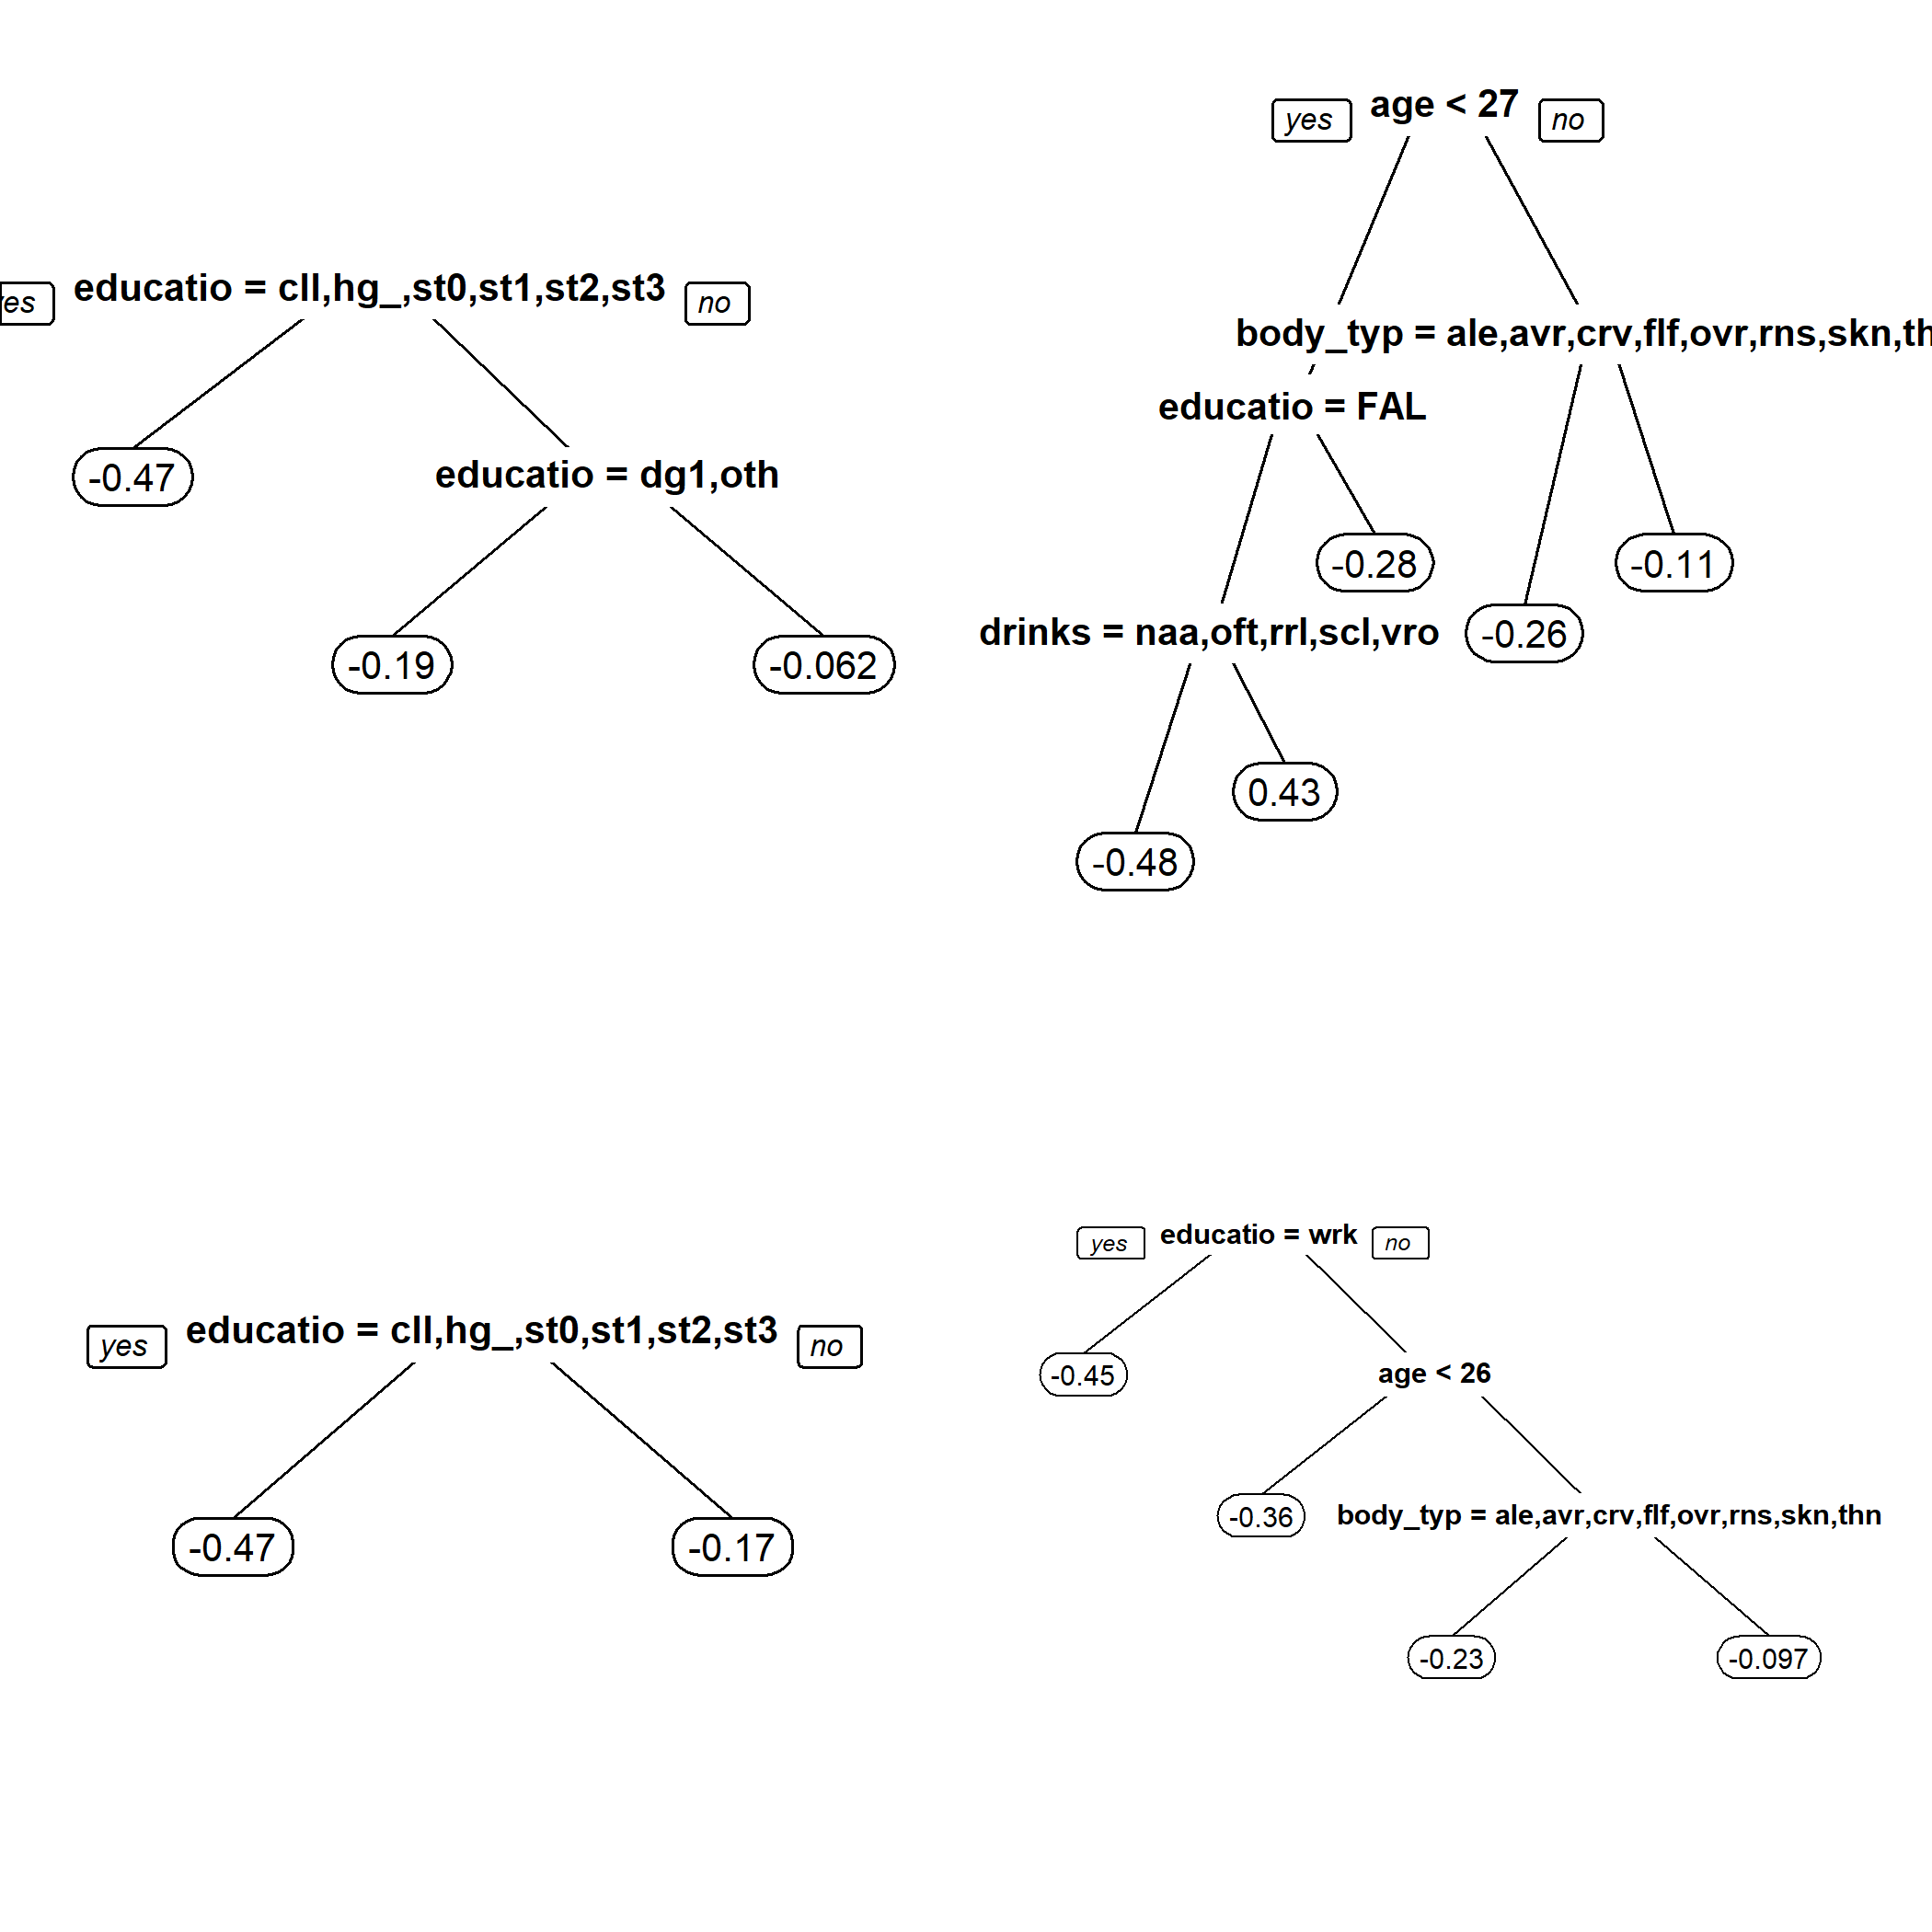 yes educatio = cll,hg_,st0,st1,st2,st3 no
-0.47
educatio = dg1,oth
-0.19
-0.062
yes age < 27 no
body_typ = ale,avr,crv,flf,ovr,rns,skn,th
educatio = FAL
-0.28
-0.11
drinks = naa,oft,rrl,scl,vro
-0.26
0.43
-0.48
yes educatio = cll,hg_,st0,st1,st2,st3 no
-0.47
-0.17
yes educatio = wrk no
-0.45
age < 26
-0.36
body_typ = ale,avr,crv,flf,ovr,rns,skn,thn
-0.23
-0.097